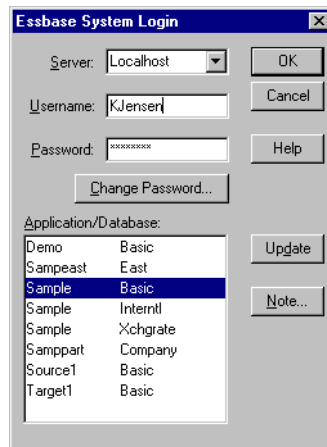 Essbase System Login
Server: Localhost OK
Username: KJensen Cancel
Password: ******** Help
Change Password...
Application/Database:
Demo Basic
Sampeast East Update
Sample Basic
Sample Interntl Note...
Sample Xchgrate
Samppart Company
Source1 Basic
Target1 Basic